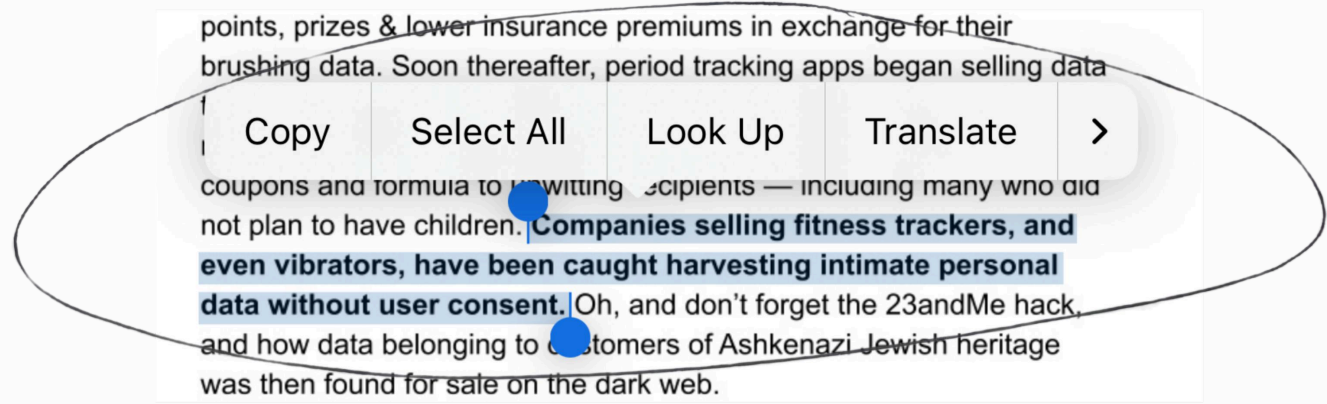 points, prizes & lower insurance premiums in exchange for their
brushing data. Soon thereafter, period tracking apps began selling data
Copy Select All Look Up Translate
coupons and formula to recipients — including many who did
not plan to have children. Companies selling fitness trackers, and
even vibrators, have been caught harvesting intimate personal
data without user consent. Oh, and don’t forget the 23andMe hack,
and how data belonging to customers of Ashkenazi Jewish heritage
was then found for sale on the dark web.